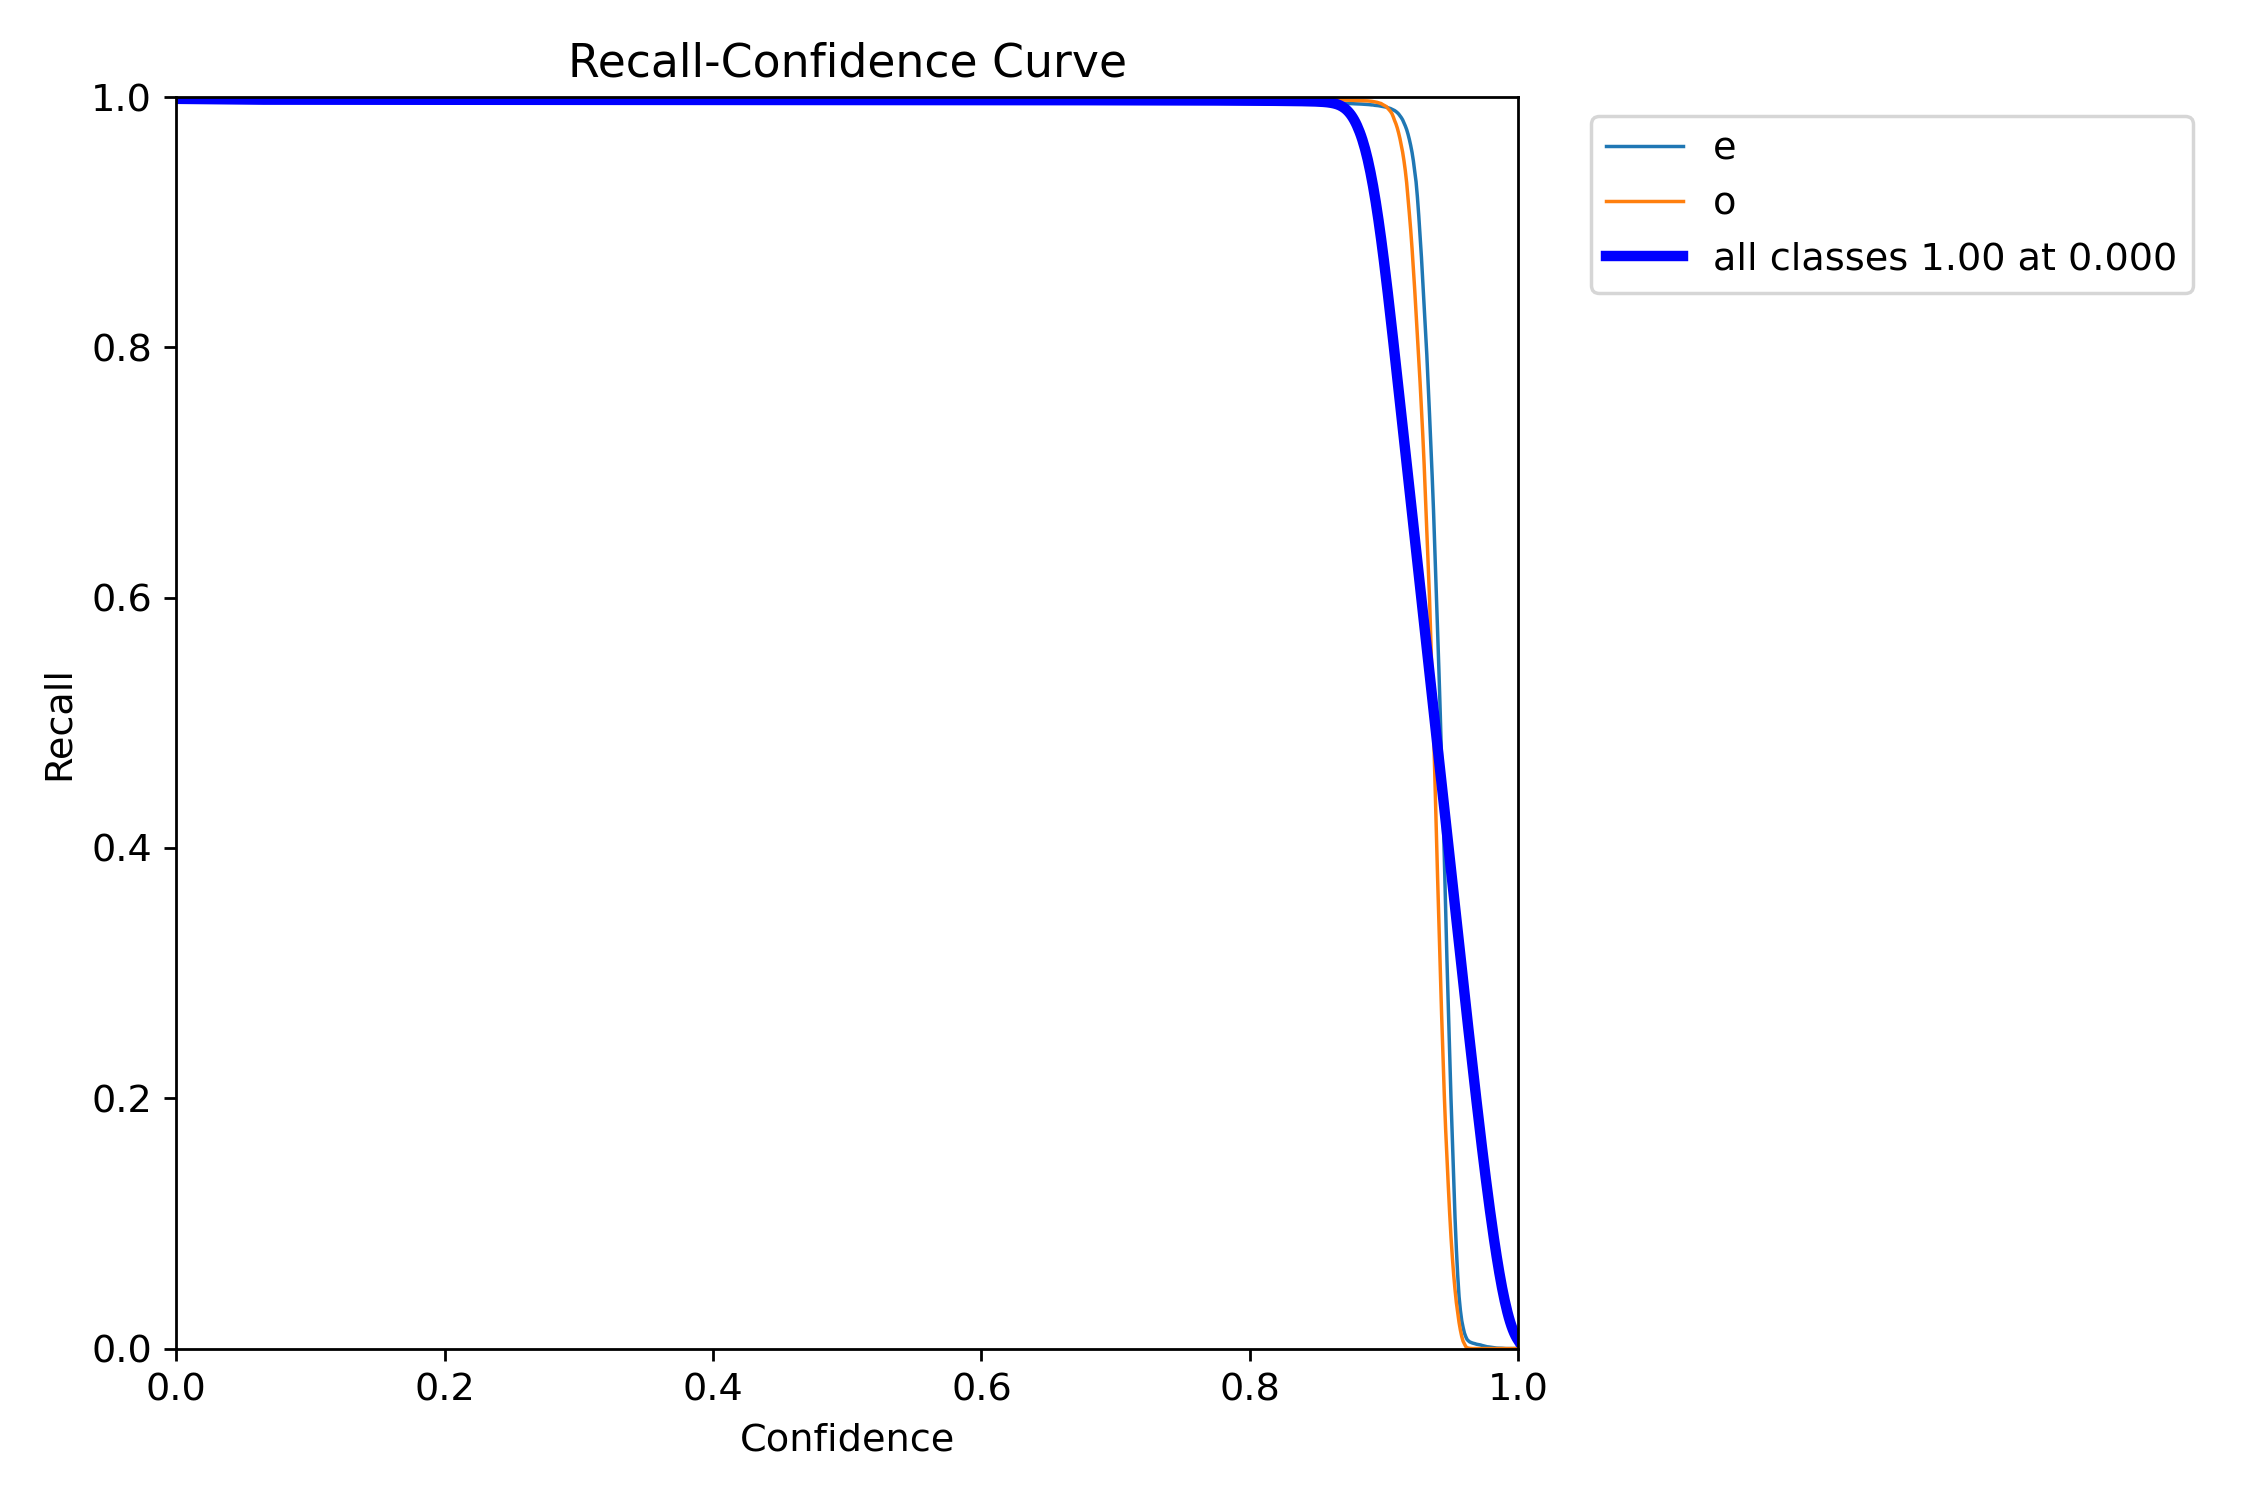 Recall-Confidence Curve
1.0
0.8
0.6
0.4
0.2
0.0
Recall
0.0 0.2 0.4 0.6 0.8 1.0
Confidence
e
o
all classes 1.00 at 0.000